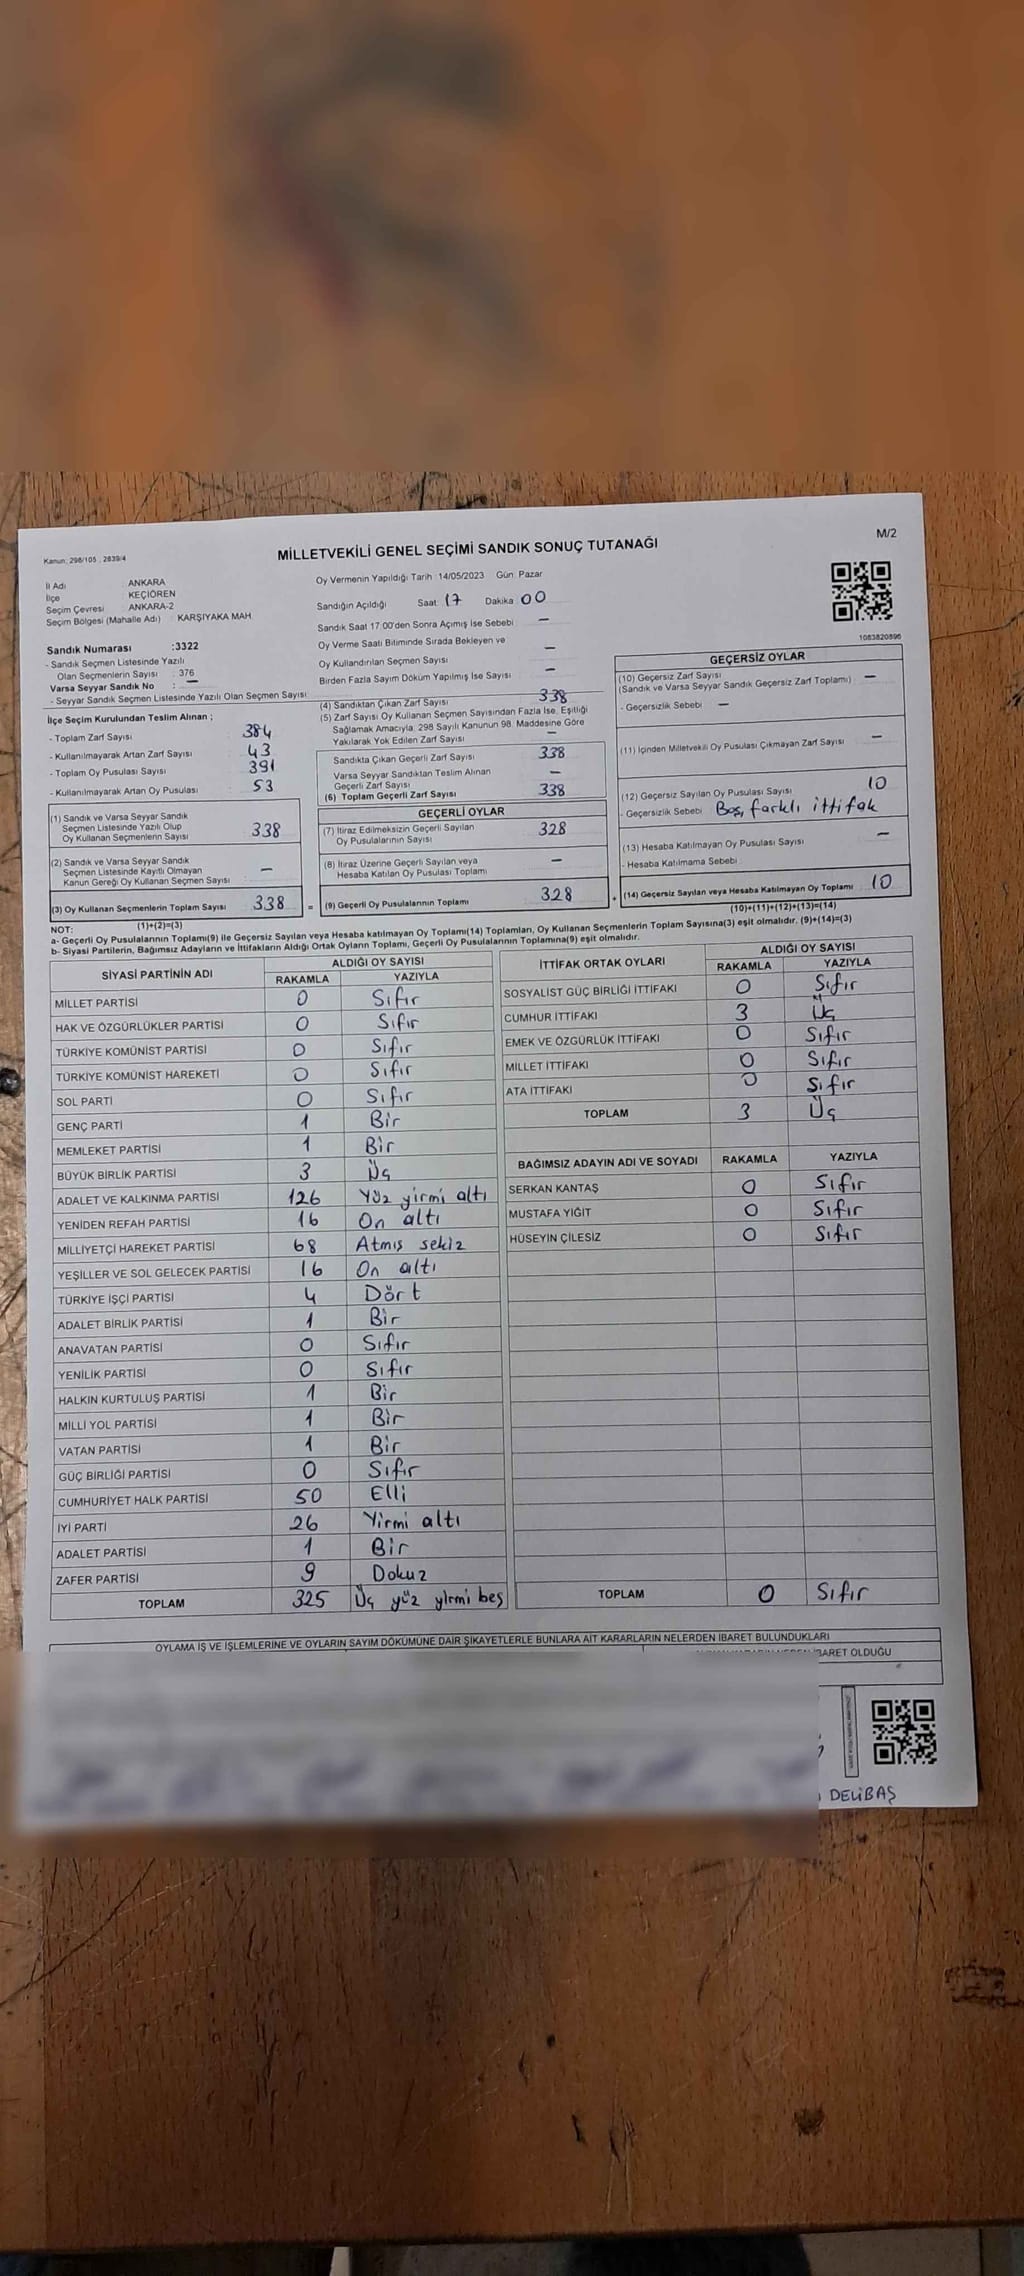 Kanun: 298/105 , 2839/4
MİLLETVEKİLİ GENEL SEÇİMİ SANDIK SONUÇ TUTANAĞI
M/2
İl Adı : ANKARA
İlçe : KEÇİÖREN
Seçim Çevresi : ANKARA-2
Seçim Bölgesi (Mahalle Adı) : KARŞIYAKA MAH
Sandık Numarası :3322
- Sandık Seçmen Listesinde Yazılı
Olan Seçmenlerin Sayısı : 376
Varsa Seyyar Sandık No : —
- Seyyar Sandık Seçmen Listesinde Yazılı Olan Seçmen Sayısı:
Oy Vermenin Yapıldığı Tarih :14/05/2023 Gün: Pazar
Sandığın Açıldığı Saat 17 Dakika 00
Sandık Saat 17:00'den Sonra Açımış İse Sebebi —
Oy Verme Saati Bitiminde Sırada Bekleyen ve
Oy Kullandırılan Seçmen Sayısı —
Birden Fazla Sayım Döküm Yapılmış İse Sayısı —
1083820896
İlçe Seçim Kurulundan Teslim Alınan ;
- Toplam Zarf Sayısı 384
- Kullanılmayarak Artan Zarf Sayısı 43
- Toplam Oy Pusulası Sayısı 391
- Kullanılmayarak Artan Oy Pusulası 53
(4) Sandıktan Çıkan Zarf Sayısı 338
(5) Zarf Sayısı Oy Kullanan Seçmen Sayısından Fazla İse, Eşitliği
Sağlamak Amacıyla; 298 Sayılı Kanunun 98. Maddesine Göre
Yakılarak Yok Edilen Zarf Sayısı —
Sandıkta Çıkan Geçerli Zarf Sayısı 338
Varsa Seyyar Sandıktan Teslim Alınan
Geçerli Zarf Sayısı —
(6) Toplam Geçerli Zarf Sayısı 338
GEÇERSİZ OYLAR
(10) Geçersiz Zarf Sayısı
(Sandık ve Varsa Seyyar Sandık Geçersiz Zarf Toplamı) —
- Geçersizlik Sebebi —
(11) İçinden Milletvekili Oy Pusulası Çıkmayan Zarf Sayısı —
(12) Geçersiz Sayılan Oy Pusulası Sayısı 10
- Geçersizlik Sebebi Boş, farklı ittifak
(13) Hesaba Katılmayan Oy Pusulası Sayısı —
- Hesaba Katılmama Sebebi
(14) Geçersiz Sayılan veya Hesaba Katılmayan Oy Toplamı 10
(10)+(11)+(12)+(13)=(14)
(1) Sandık ve Varsa Seyyar Sandık
Seçmen Listesinde Yazılı Olup
Oy Kullanan Seçmenlerin Sayısı 338
(2) Sandık ve Varsa Seyyar Sandık
Seçmen Listesinde Kayıtlı Olmayan
Kanun Gereği Oy Kullanan Seçmen Sayısı —
(3) Oy Kullanan Seçmenlerin Toplam Sayısı 338 =
(1)+(2)=(3)
GEÇERLİ OYLAR
(7) İtiraz Edilmeksizin Geçerli Sayılan
Oy Pusulalarının Sayısı 328
(8) İtiraz Üzerine Geçerli Sayılan veya
Hesaba Katılan Oy Pusulası Toplamı —
(9) Geçerli Oy Pusulalarının Toplamı 328 +
NOT:
a- Geçerli Oy Pusulalarının Toplamı(9) ile Geçersiz Sayılan veya Hesaba katılmayan Oy Toplamı(14) Toplamları, Oy Kullanan Seçmenlerin Toplam Sayısına(3) eşit olmalıdır. (9)+(14)=(3)
b- Siyasi Partilerin, Bağımsız Adayların ve İttifakların Aldığı Ortak Oyların Toplamı, Geçerli Oy Pusulalarının Toplamına(9) eşit olmalıdır.
SİYASİ PARTİNİN ADI ALDIĞI OY SAYISI
RAKAMLA YAZIYLA
MİLLET PARTİSİ 0 Sıfır
HAK VE ÖZGÜRLÜKLER PARTİSİ 0 Sıfır
TÜRKİYE KOMÜNİST PARTİSİ 0 Sıfır
TÜRKİYE KOMÜNİST HAREKETİ 0 Sıfır
SOL PARTİ 0 Sıfır
GENÇ PARTİ 1 Bir
MEMLEKET PARTİSİ 1 Bir
BÜYÜK BİRLİK PARTİSİ 3 Üç
ADALET VE KALKINMA PARTİSİ 126 Yüz yirmi altı
YENİDEN REFAH PARTİSİ 16 On altı
MİLLİYETÇİ HAREKET PARTİSİ 68 Atmış sekiz
YEŞİLLER VE SOL GELECEK PARTİSİ 16 On altı
TÜRKİYE İŞÇİ PARTİSİ 4 Dört
ADALET BİRLİK PARTİSİ 1 Bir
ANAVATAN PARTİSİ 0 Sıfır
YENİLİK PARTİSİ 0 Sıfır
HALKIN KURTULUŞ PARTİSİ 1 Bir
MİLLİ YOL PARTİSİ 1 Bir
VATAN PARTİSİ 1 Bir
GÜÇ BİRLİĞİ PARTİSİ 0 Sıfır
CUMHURİYET HALK PARTİSİ 50 Elli
İYİ PARTİ 26 Yirmi altı
ADALET PARTİSİ 1 Bir
ZAFER PARTİSİ 9 Dokuz
TOPLAM 325 Üç yüz yirmi beş
İTTİFAK ORTAK OYLARI ALDIĞI OY SAYISI
RAKAMLA YAZIYLA
SOSYALİST GÜÇ BİRLİĞİ İTTİFAKI 0 Sıfır
CUMHUR İTTİFAKI 3 Üç
EMEK VE ÖZGÜRLÜK İTTİFAKI 0 Sıfır
MİLLET İTTİFAKI 0 Sıfır
ATA İTTİFAKI 0 Sıfır
TOPLAM 3 Üç
BAĞIMSIZ ADAYIN ADI VE SOYADI RAKAMLA YAZIYLA
SERKAN KANTAŞ 0 Sıfır
MUSTAFA YİĞİT 0 Sıfır
HÜSEYİN ÇİLESİZ 0 Sıfır
TOPLAM 0 Sıfır
OYLAMA İŞ VE İŞLEMLERİNE VE OYLARIN SAYIM DÖKÜMÜNE DAİR ŞİKAYETLERLE BUNLARA AİT KARARLARIN NELERDEN İBARET BULUNDUKLARI
İBARET OLDUĞU
DELİBAŞ